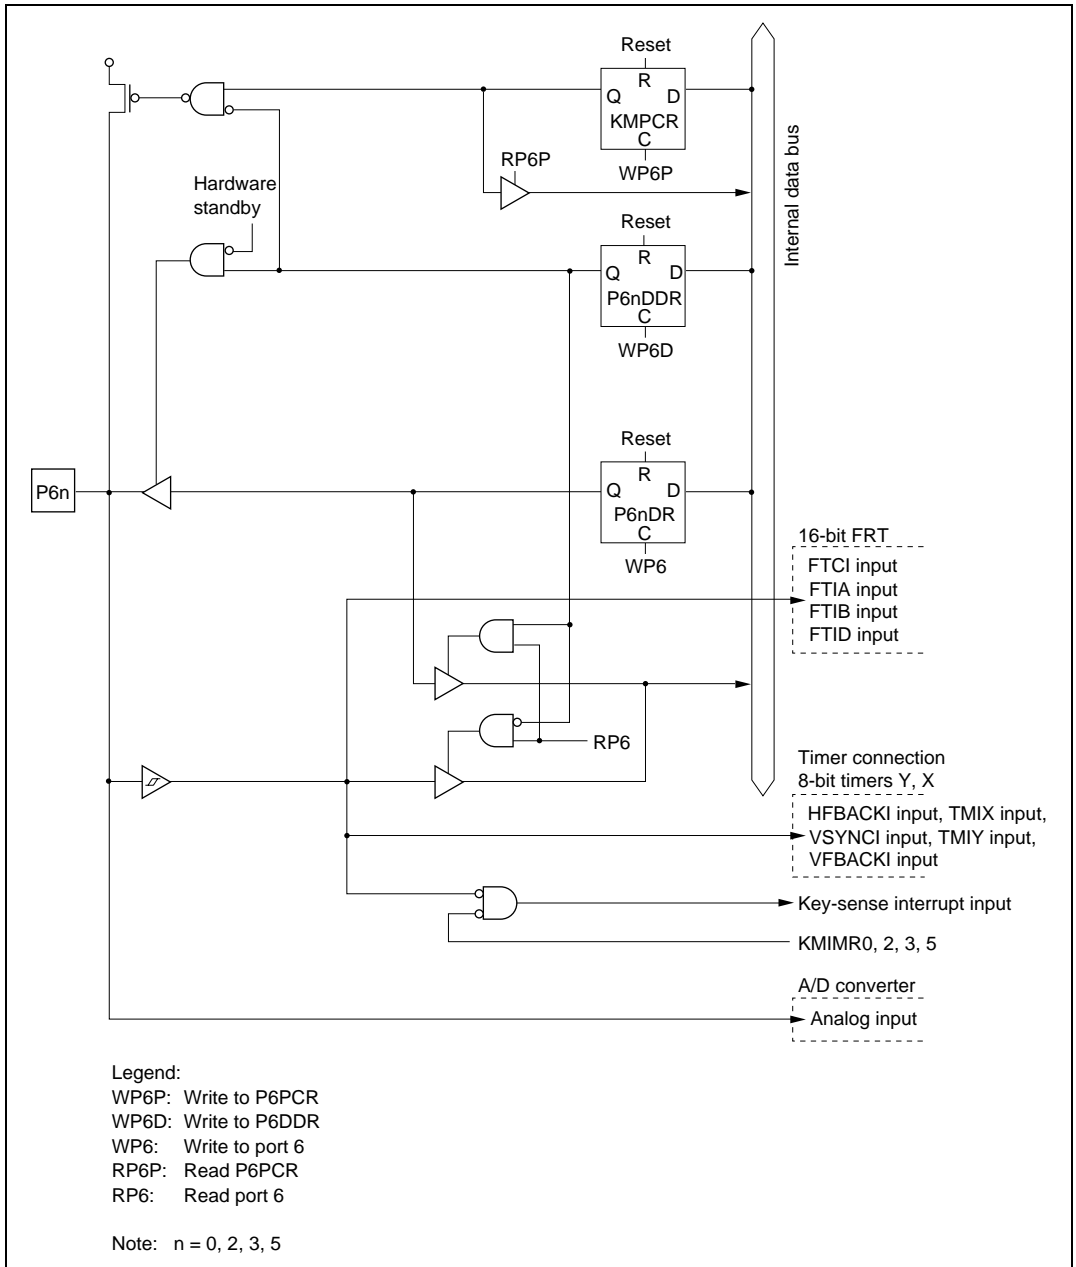 Reset
R
Q D
KMPCR
C
WP6P
RP6P
Hardware
standby
Internal data bus
Reset
R
Q D
P6nDDR
C
WP6D
Reset
R
Q D
P6nDR
C
WP6
P6n
16-bit FRT
FTCI input
FTIA input
FTIB input
FTID input
RP6
Timer connection
8-bit timers Y, X
HFBACKI input, TMIX input,
VSYNCI input, TMIY input,
VFBACKI input
Key-sense interrupt input
KMIMR0, 2, 3, 5
A/D converter
Analog input
Legend:
WP6P: Write to P6PCR
WP6D: Write to P6DDR
WP6: Write to port 6
RP6P: Read P6PCR
RP6: Read port 6
Note: n = 0, 2, 3, 5